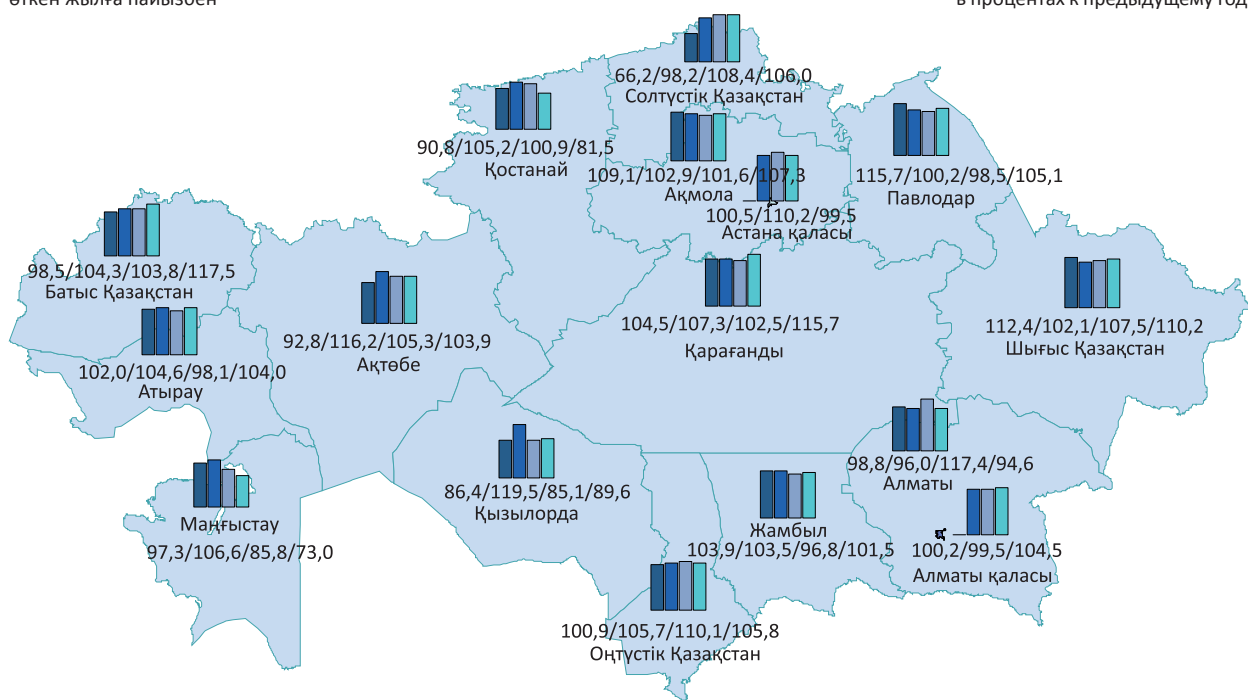 өткен жылға пайызбен
в процентах к предыдущему год
66,2/98,2/108,4/106,0
Солтүстік Қазақстан
90,8/105,2/100,9/81,5
Қостанай
109,1/102,9/101,6/107,3
Ақмола
115,7/100,2/98,5/105,1
Павлодар
100,5/110,2/99,5
Астана қаласы
98,5/104,3/103,8/117,5
Батыс Қазақстан
92,8/116,2/105,3/103,9
Ақтөбе
104,5/107,3/102,5/115,7
Қарағанды
112,4/102,1/107,5/110,2
Шығыс Қазақстан
102,0/104,6/98,1/104,0
Атырау
98,8/96,0/117,4/94,6
Алматы
86,4/119,5/85,1/89,6
Қызылорда
Маңғыстау
97,3/106,6/85,8/73,0
Жамбыл
103,9/103,5/96,8/101,5
100,2/99,5/104,5
Алматы қаласы
100,9/105,7/110,1/105,8
Оңтүстік Қазақстан